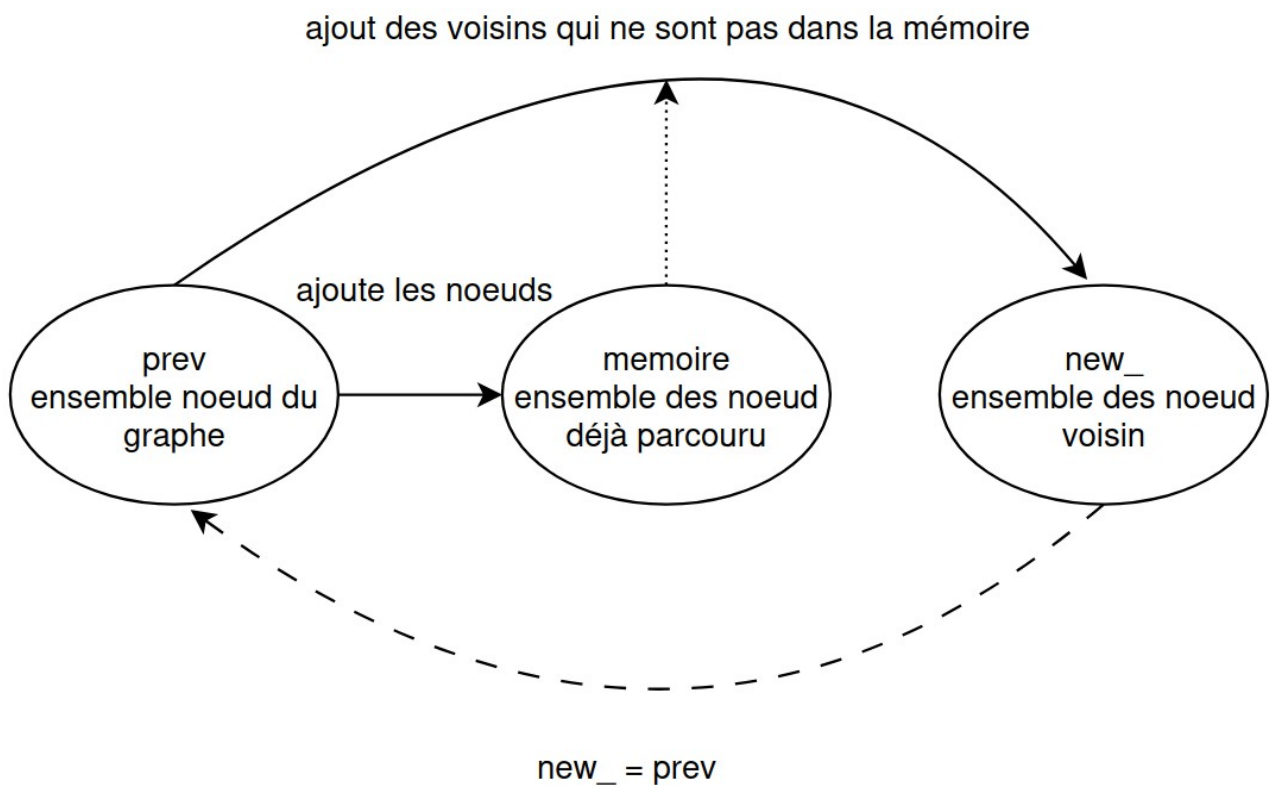 ajout des voisins qui ne sont pas dans la mémoire
ajoute les noeuds
prev
ensemble noeud du
graphe
memoire
ensemble des noeud
déjà parcouru
new_
ensemble des noeud
voisin
new_ = prev